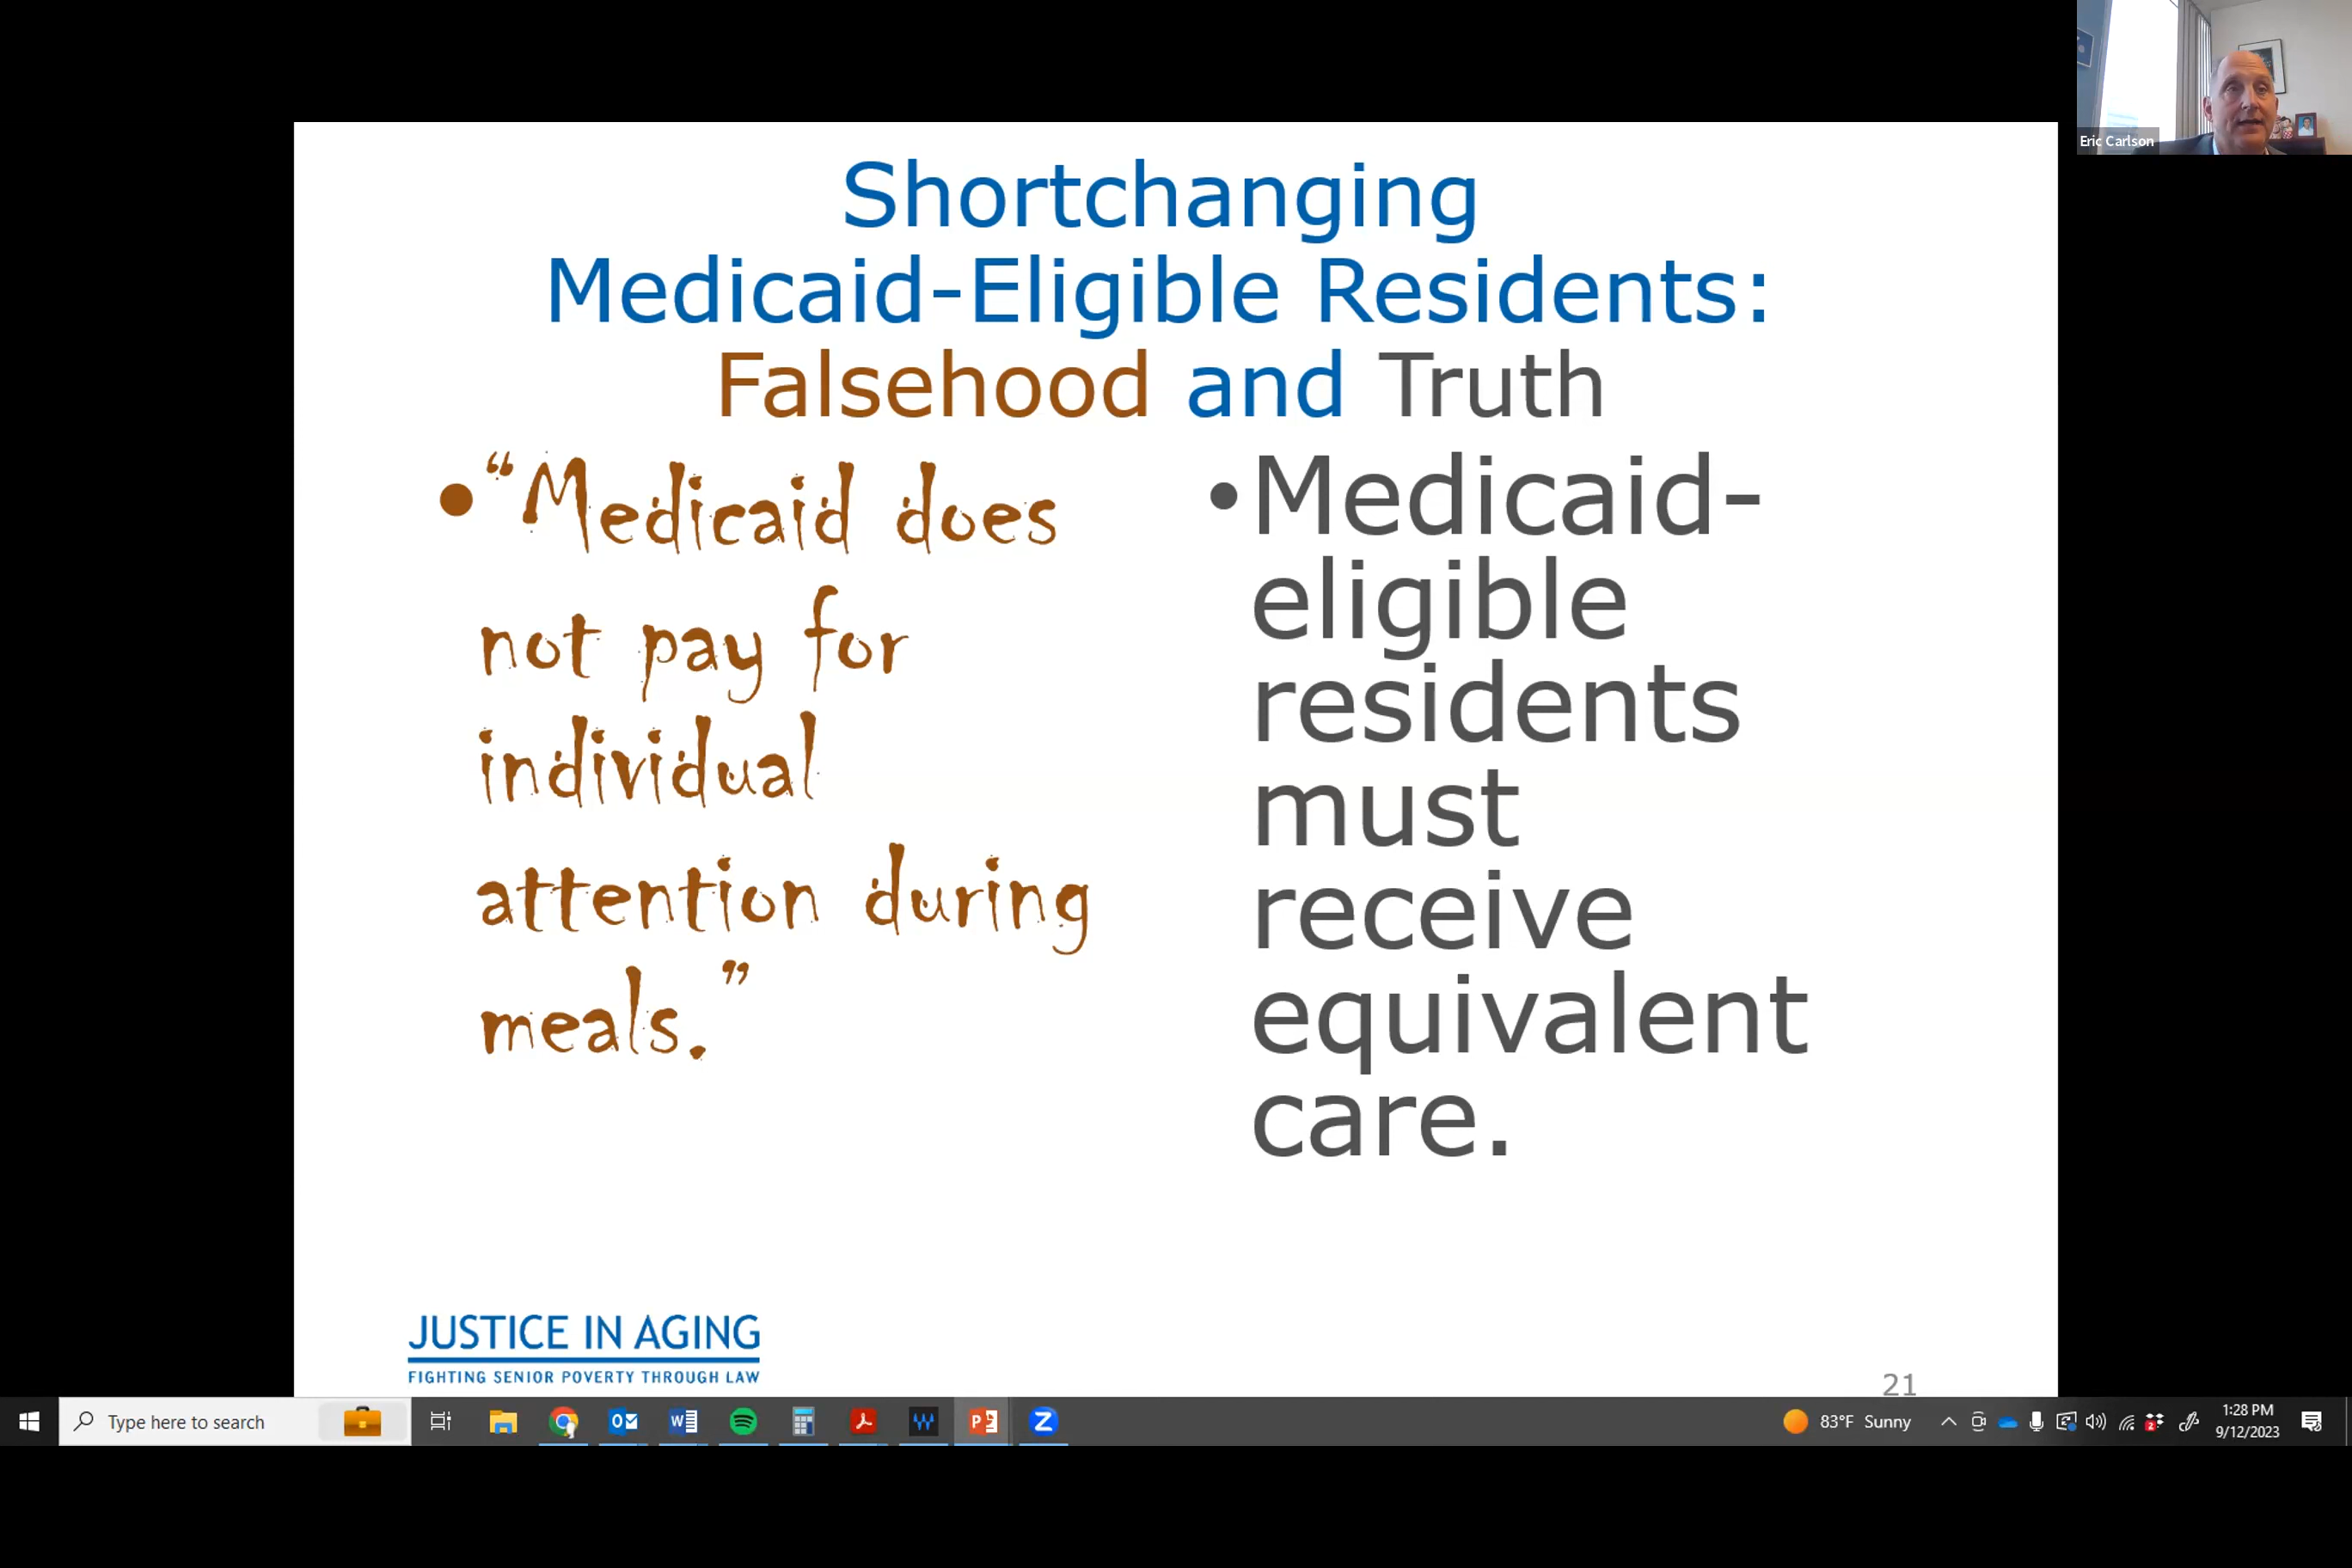 Eric Carlson
Shortchanging
Medicaid-Eligible Residents:
Falsehood and Truth
•“Medicaid does
not pay for
individual
attention during
meals.”
•Medicaid-
eligible
residents
must
receive
equivalent
care.
JUSTICE IN AGING
FIGHTING SENIOR POVERTY THROUGH LAW
21
Type here to search
83°F Sunny
1:28 PM
9/12/2023